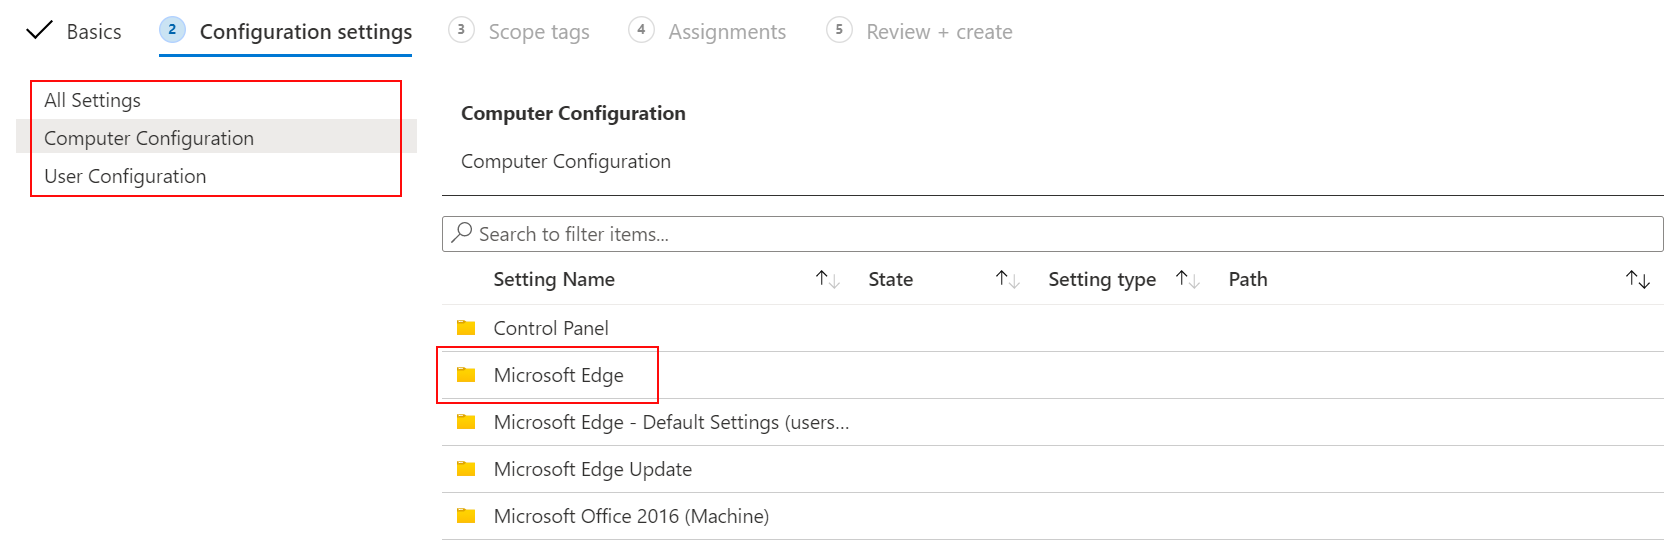 Basics 2 Configuration settings 3 Scope tags 4 Assignments 5 Review + create
All Settings
Computer Configuration
User Configuration
Computer Configuration
Computer Configuration
Search to filter items...
Setting Name State Setting type Path
Control Panel
Microsoft Edge
Microsoft Edge - Default Settings (users...
Microsoft Edge Update
Microsoft Office 2016 (Machine)